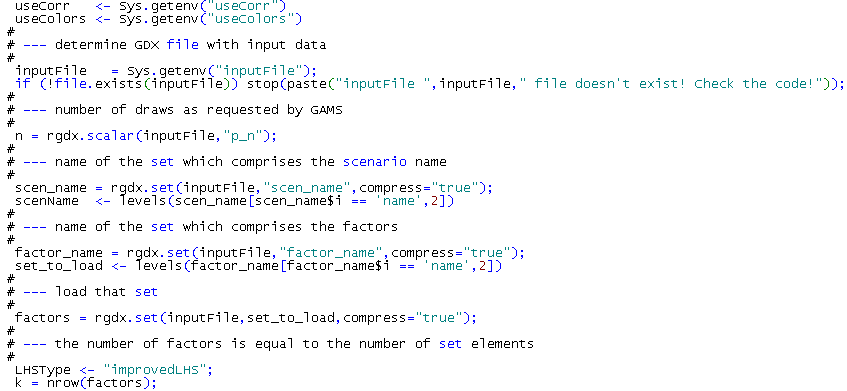 useCorr   <- Sys.getenv("useCorr")
useColors <- Sys.getenv("useColors")
#
# --- determine GDX file with input data
#
inputFile   = Sys.getenv("inputFile");
if (!file.exists(inputFile)) stop(paste("inputFile ",inputFile," file doesn't exist! Check the code!"));
#
# --- number of draws as requested by GAMS
#
n = rgdx.scalar(inputFile,"p_n");
#
# --- name of the set which comprises the scenario name
#
scen_name = rgdx.set(inputFile,"scen_name",compress="true");
scenName  <- levels(scen_name[scen_name$i == 'name',2])
#
# --- name of the set which comprises the factors
#
factor_name = rgdx.set(inputFile,"factor_name",compress="true");
set_to_load <- levels(factor_name[factor_name$i == 'name',2])
#
# --- load that set
#
factors = rgdx.set(inputFile,set_to_load,compress="true");
#
# --- the number of factors is equal to the number of set elements
#
LHSType <- "improvedLHS";
k = nrow(factors);